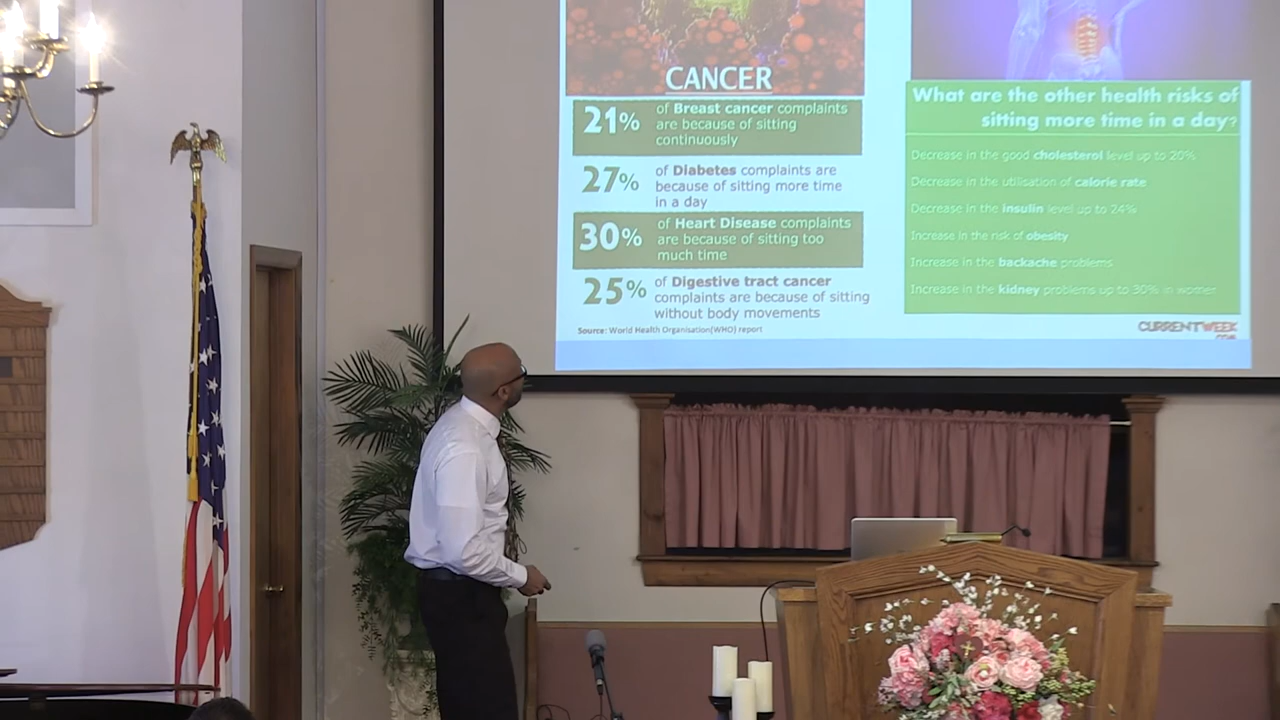 CANCER
21%
of Breast cancer complaints
are because of sitting
continuously
27%
of Diabetes complaints are
because of sitting more time
in a day
30%
of Heart Disease complaints
are because of sitting too
much time
25%
of Digestive tract cancer
complaints are because of sitting
without body movements
Source: World Health Organisation(WHO) report
What are the other health risks of
sitting more time in a day?
Decrease in the good cholesterol level up to 20%
Decrease in the utilisation of calorie rate
Decrease in the insulin level up to 24%
Increase in the risk of obesity
Increase in the backache problems
Increase in the kidney problems up to 30% in women
CURRENTWEEK